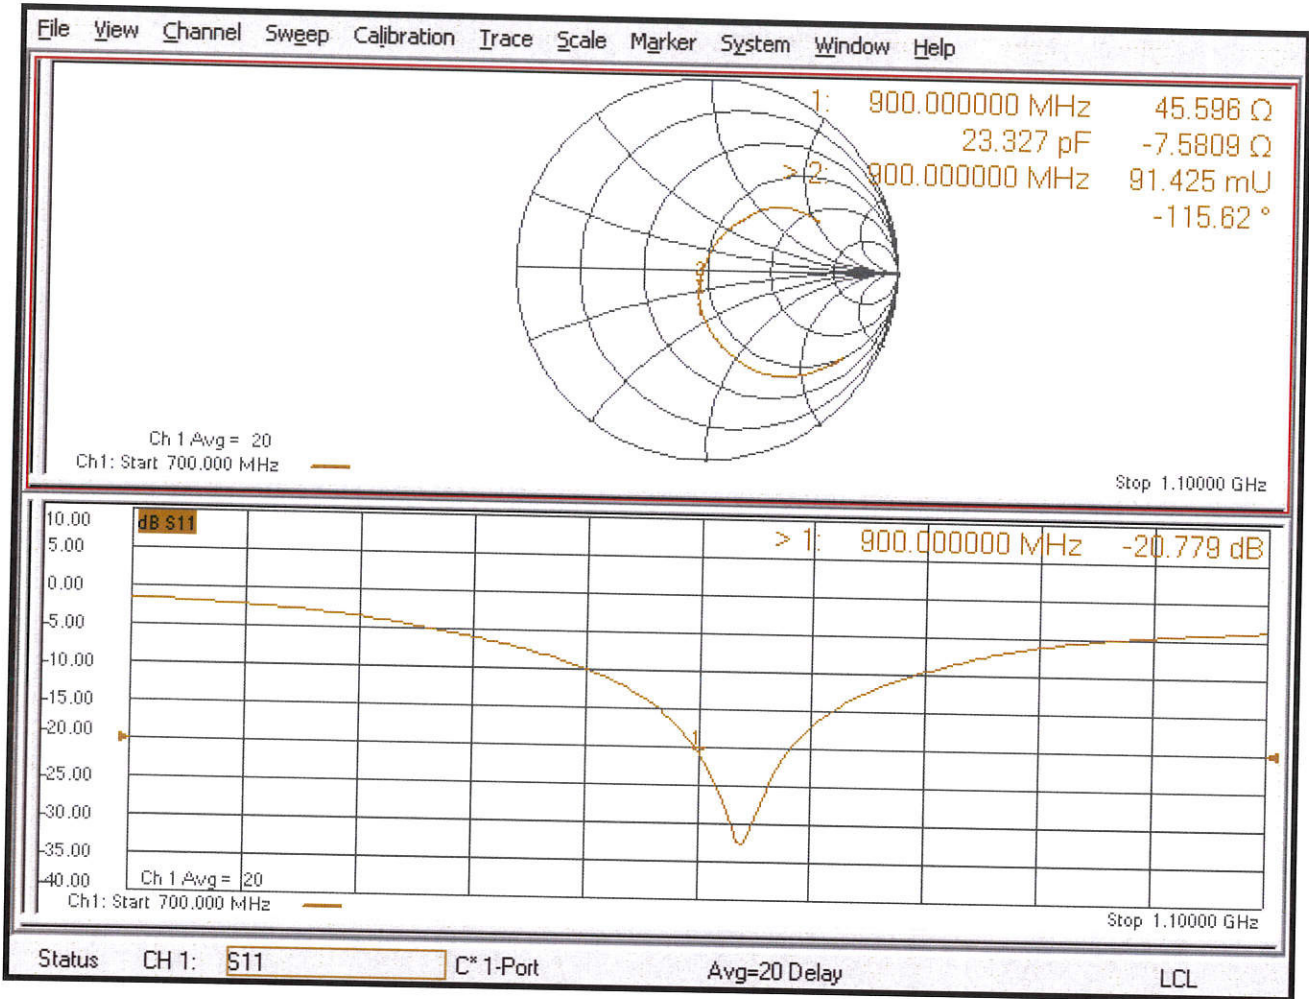 File View Channel Sweep Calibration Trace Scale Marker System Window Help
1: 900.000000 MHz 45.596 Ω
23.327 pF -7.5809 Ω
> 2: 900.000000 MHz 91.425 mU
-115.62 °
Ch 1 Avg = 20
Ch1: Start 700.000 MHz
Stop 1.10000 GHz
dB S11
> 1: 900.000000 MHz -20.779 dB
10.00
5.00
0.00
-5.00
-10.00
-15.00
-20.00
-25.00
-30.00
-35.00
-40.00
1
Ch 1 Avg = 20
Ch1: Start 700.000 MHz
Stop 1.10000 GHz
Status CH 1: S11 C* 1-Port Avg=20 Delay LCL